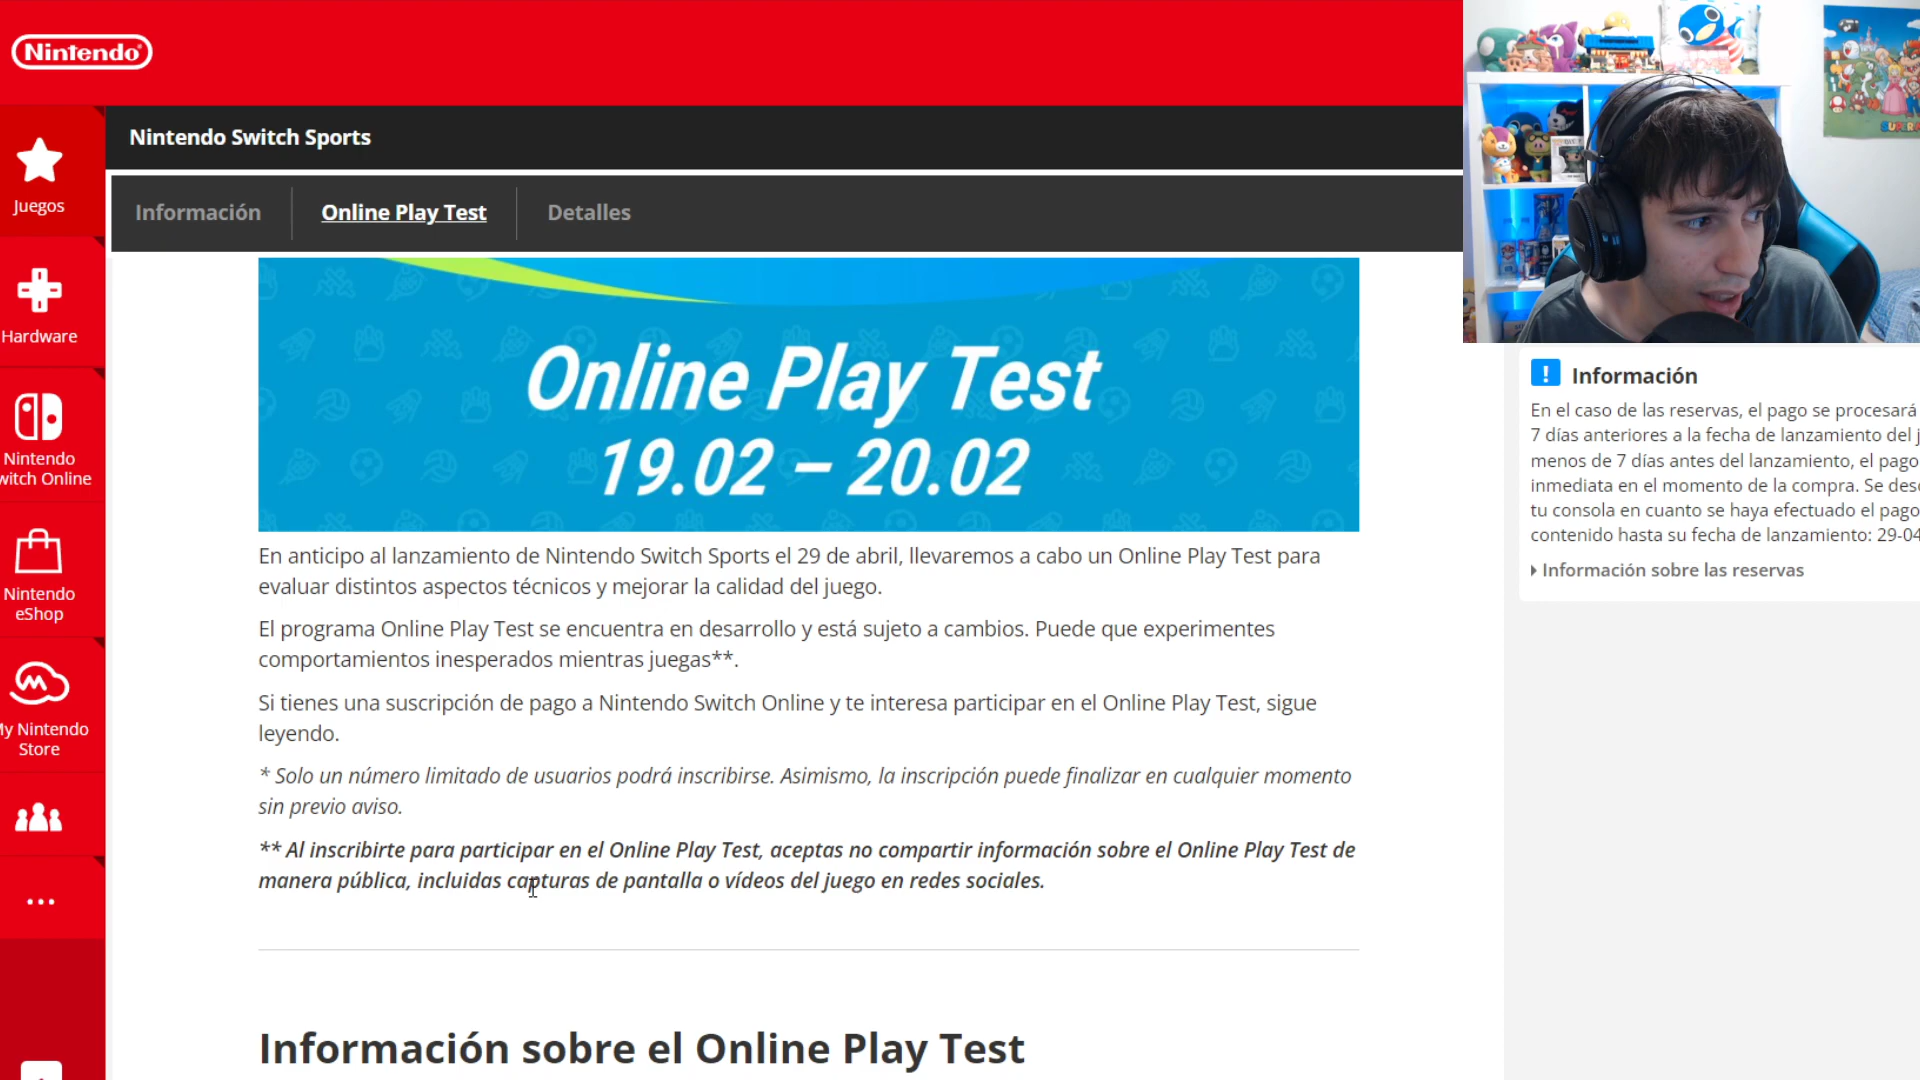 Nintendo
Nintendo Switch Sports
Información
Online Play Test
Detalles
Juegos
Hardware
Nintendo
witch Online
Nintendo
eShop
My Nintendo
Store
...
Online Play Test
19.02 – 20.02
En anticipo al lanzamiento de Nintendo Switch Sports el 29 de abril, llevaremos a cabo un Online Play Test para
evaluar distintos aspectos técnicos y mejorar la calidad del juego.
El programa Online Play Test se encuentra en desarrollo y está sujeto a cambios. Puede que experimentes
comportamientos inesperados mientras juegas**.
Si tienes una suscripción de pago a Nintendo Switch Online y te interesa participar en el Online Play Test, sigue
leyendo.
* Solo un número limitado de usuarios podrá inscribirse. Asimismo, la inscripción puede finalizar en cualquier momento
sin previo aviso.
** Al inscribirte para participar en el Online Play Test, aceptas no compartir información sobre el Online Play Test de
manera pública, incluidas capturas de pantalla o vídeos del juego en redes sociales.
Información sobre el Online Play Test
SUPER
! Información
En el caso de las reservas, el pago se procesará
7 días anteriores a la fecha de lanzamiento del j
menos de 7 días antes del lanzamiento, el pago
inmediata en el momento de la compra. Se desc
tu consola en cuanto se haya efectuado el pago
contenido hasta su fecha de lanzamiento: 29-04
Información sobre las reservas